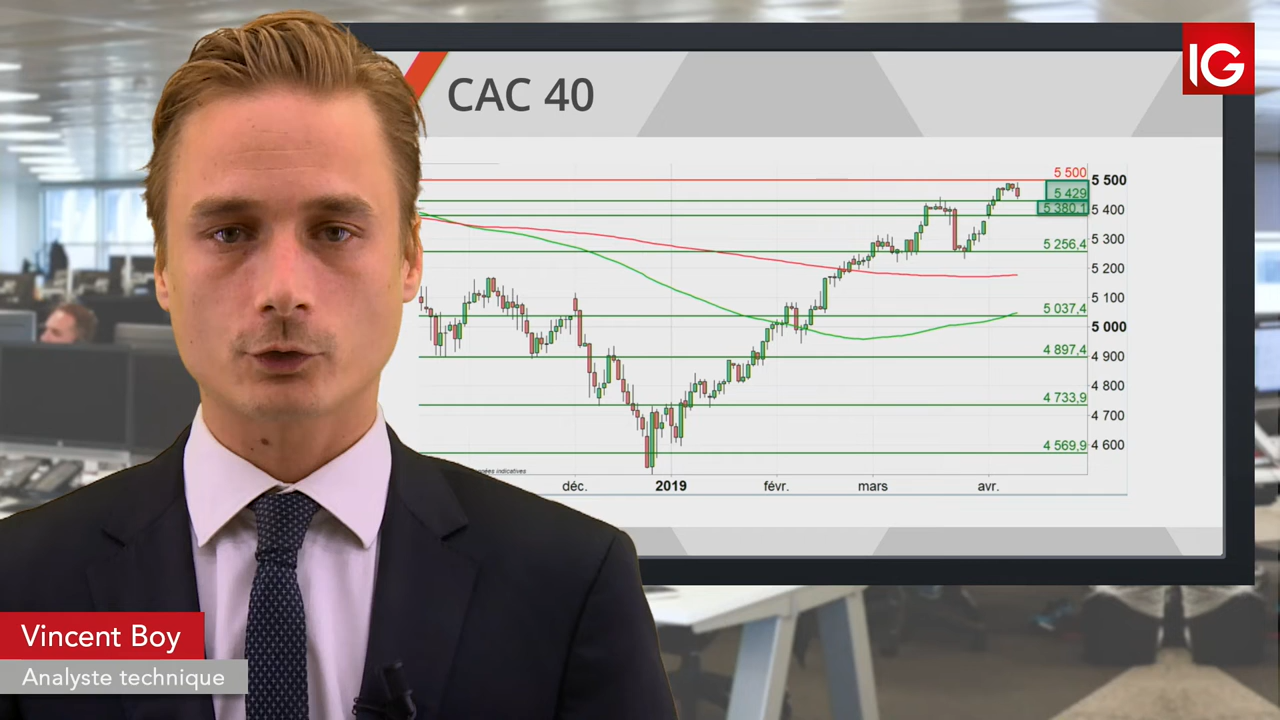 IG
CAC 40
5 500
5 500
5 429
5 400
5 380,1
5 300
5 256,4
5 200
5 100
5 037,4
5 000
4 897,4
4 900
4 800
4 733,9
4 700
4 600
4 569,9
indicatives
déc.
2019
févr.
mars
avr.
Vincent Boy
Analyste technique